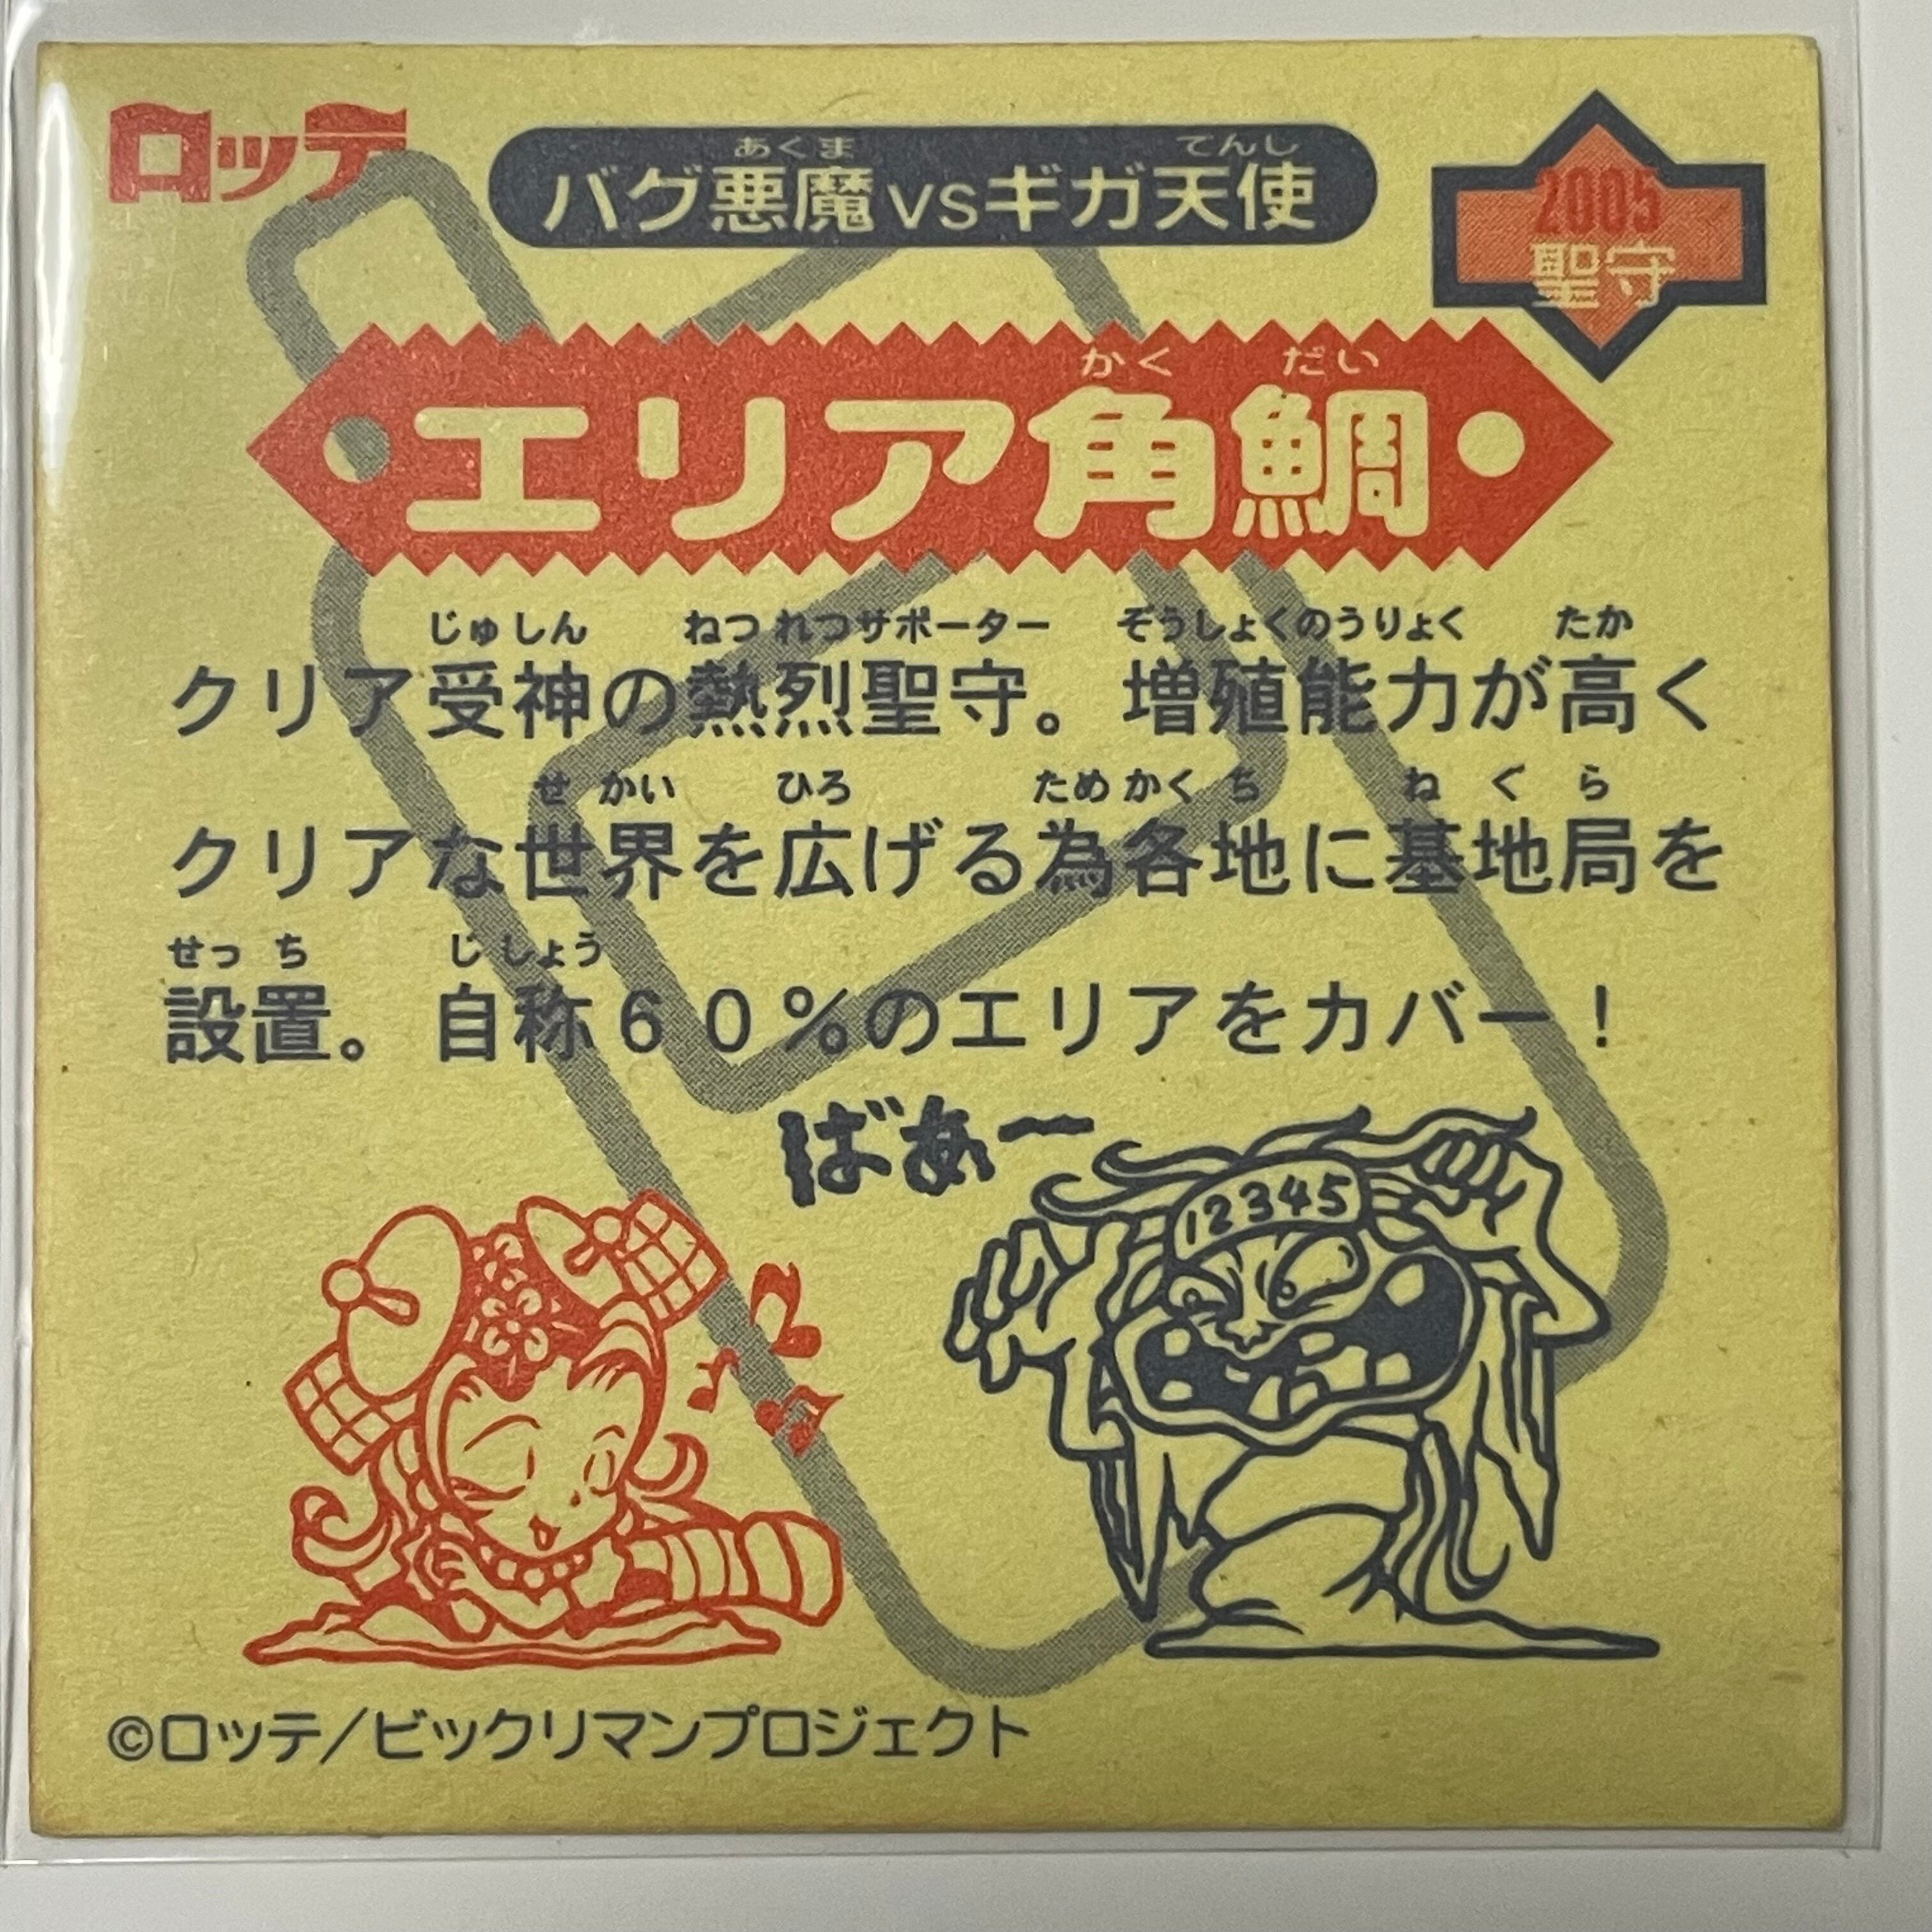 ロッテ
あくま てんし
バグ悪魔vsギガ天使
2005
聖守
かく だい
エリア角鯛
じゅしん ねつれつサポーター ぞうしょくのうりょく たか
クリア受神の熱烈聖守。増殖能力が高く
せかい ひろ ためかくち ねぐら
クリアな世界を広げる為各地に基地局を
せっち じしょう
設置。自称６０％のエリアをカバー！
ばあー
12345
©ロッテ/ビックリマンプロジェクト